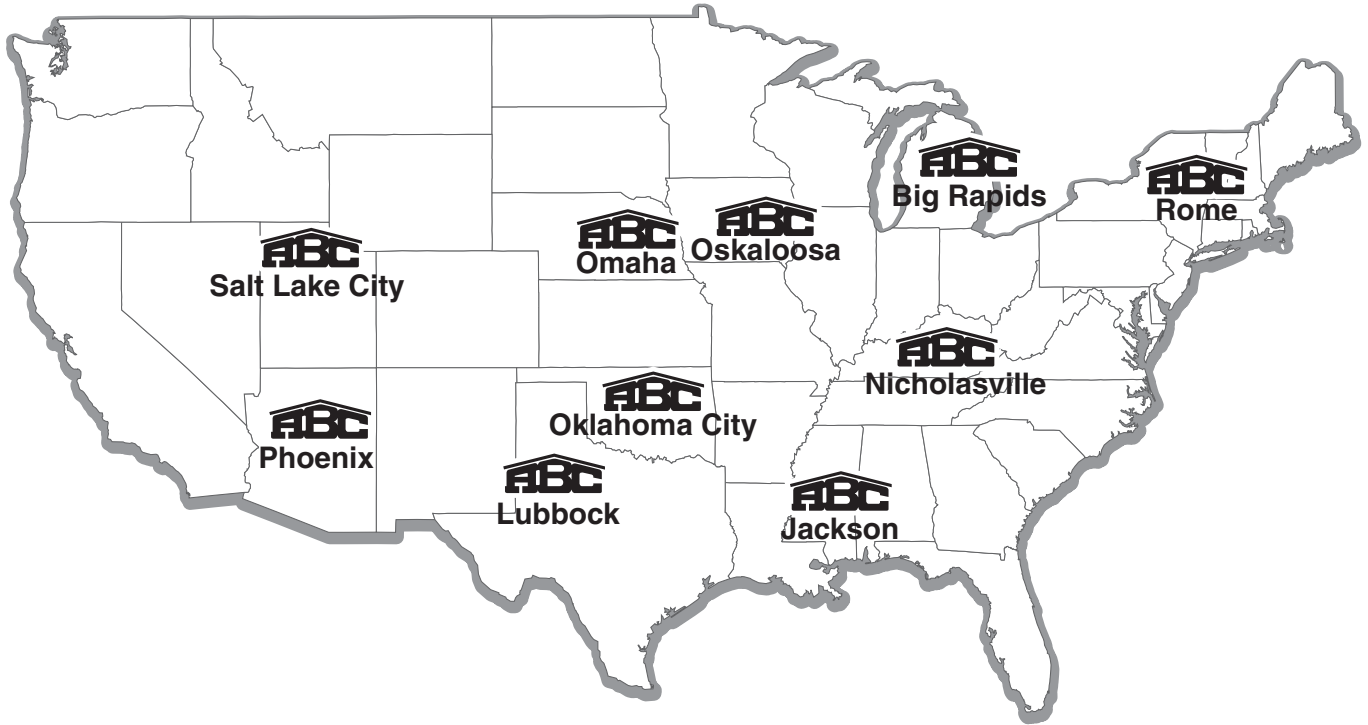 ABC
Big Rapids
ABC
Rome
ABC
Omaha
ABC
Oskaloosa
ABC
Salt Lake City
ABC
Nicholasville
ABC
Oklahoma City
ABC
Phoenix
ABC
Lubbock
ABC
Jackson